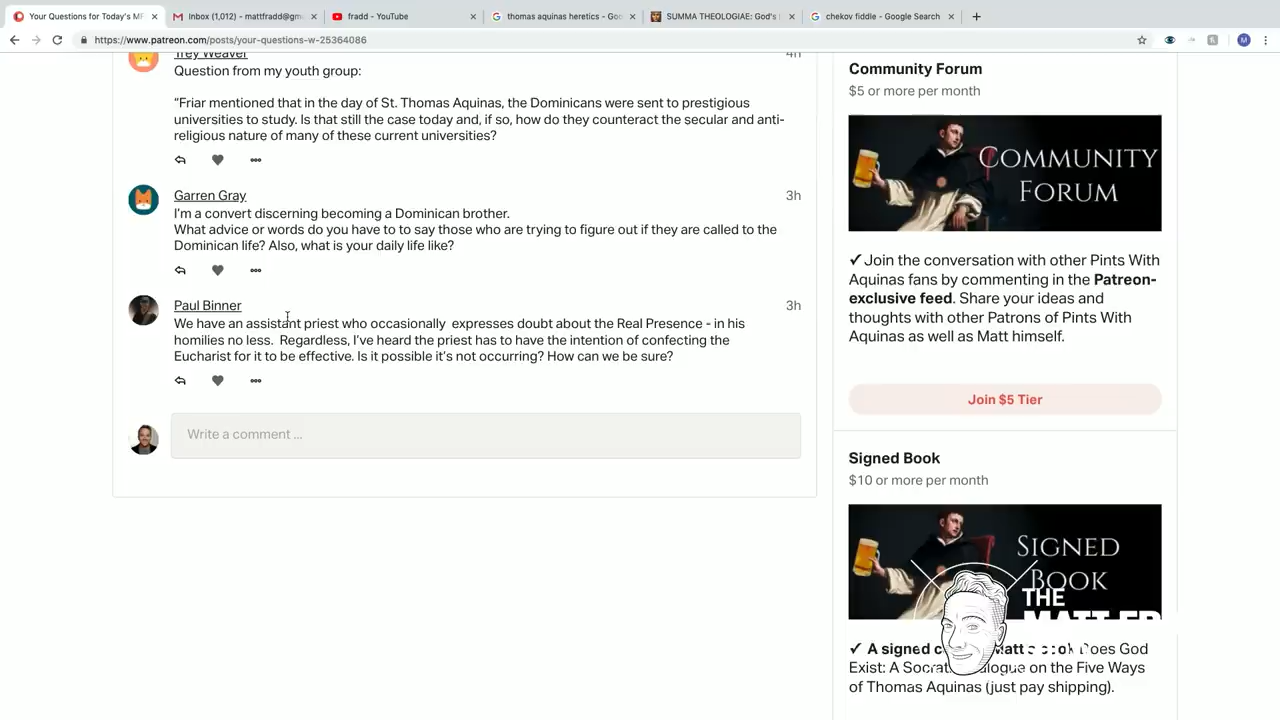 Your Questions for Today's MF
Inbox (1,012) - mattfradd@gm
fradd - YouTube
thomas aquinas heretics - Goo
SUMMA THEOLOGIAE: God's
chekov fiddle - Google Search
https://www.patreon.com/posts/your-questions-w-25364086
M
Trey Weaver
4h
Question from my youth group:
“Friar mentioned that in the day of St. Thomas Aquinas, the Dominicans were sent to prestigious
universities to study. Is that still the case today and, if so, how do they counteract the secular and anti-
religious nature of many of these current universities?
Garren Gray
3h
I'm a convert discerning becoming a Dominican brother.
What advice or words do you have to to say those who are trying to figure out if they are called to the
Dominican life? Also, what is your daily life like?
Paul Binner
3h
We have an assistant priest who occasionally  expresses doubt about the Real Presence - in his
homilies no less.  Regardless, I've heard the priest has to have the intention of confecting the
Eucharist for it to be effective. Is it possible it's not occurring? How can we be sure?
Write a comment ...
Community Forum
$5 or more per month
COMMUNITY
FORUM
✓Join the conversation with other Pints With
Aquinas fans by commenting in the Patreon-
exclusive feed. Share your ideas and
thoughts with other Patrons of Pints With
Aquinas as well as Matt himself.
Join $5 Tier
Signed Book
$10 or more per month
SIGNED
BOOK
THE
✓ A signed Does God
Exist: A on the Five Ways
of Thomas Aquinas (just pay shipping).